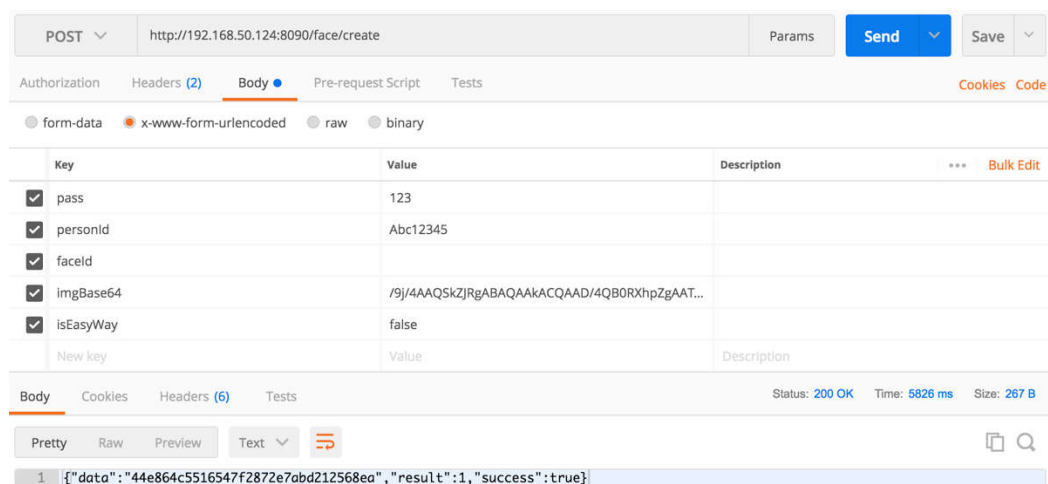 POST http://192.168.50.124:8090/face/create Params Send Save
Authorization Headers (2) Body Pre-request Script Tests Cookies Code
form-data x-www-form-urlencoded raw binary
Key Value Description ••• Bulk Edit
pass 123
personId Abc12345
faceId
imgBase64 /9j/4AAQSkZJRgABAQAAkACQAAD/4QB0RXhpZgAAT...
isEasyWay false
New key Value Description
Body Cookies Headers (6) Tests Status: 200 OK Time: 5826 ms Size: 267 B
Pretty Raw Preview Text
1 {"data":"44e864c5516547f2872e7abd212568ea","result":1,"success":true}